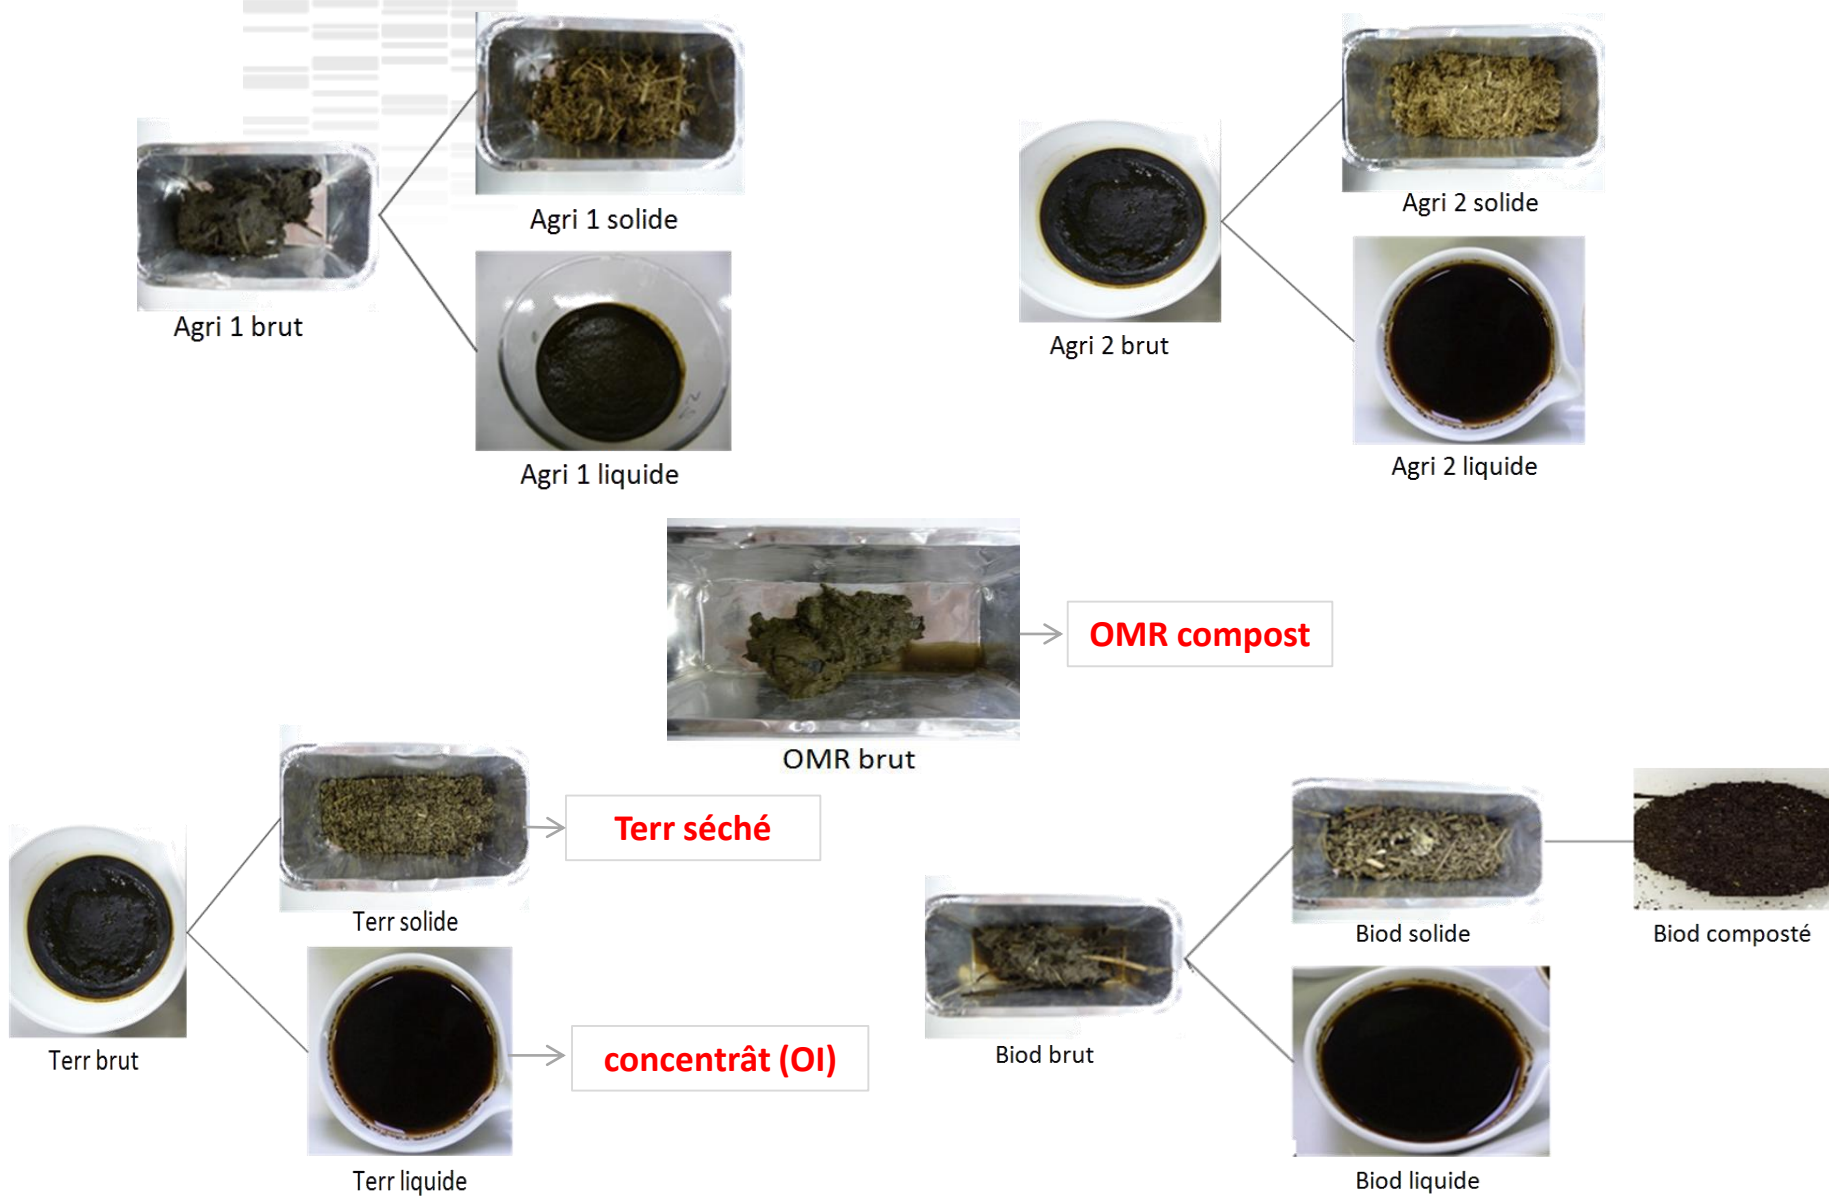 Agri 1 solide
Agri 2 solide
Agri 1 brut
Agri 2 brut
Agri 1 liquide
Agri 2 liquide
OMR compost
OMR brut
Terr séché
Terr solide
Biod solide
Biod composté
Terr brut
concentrât (OI)
Biod brut
Terr liquide
Biod liquide